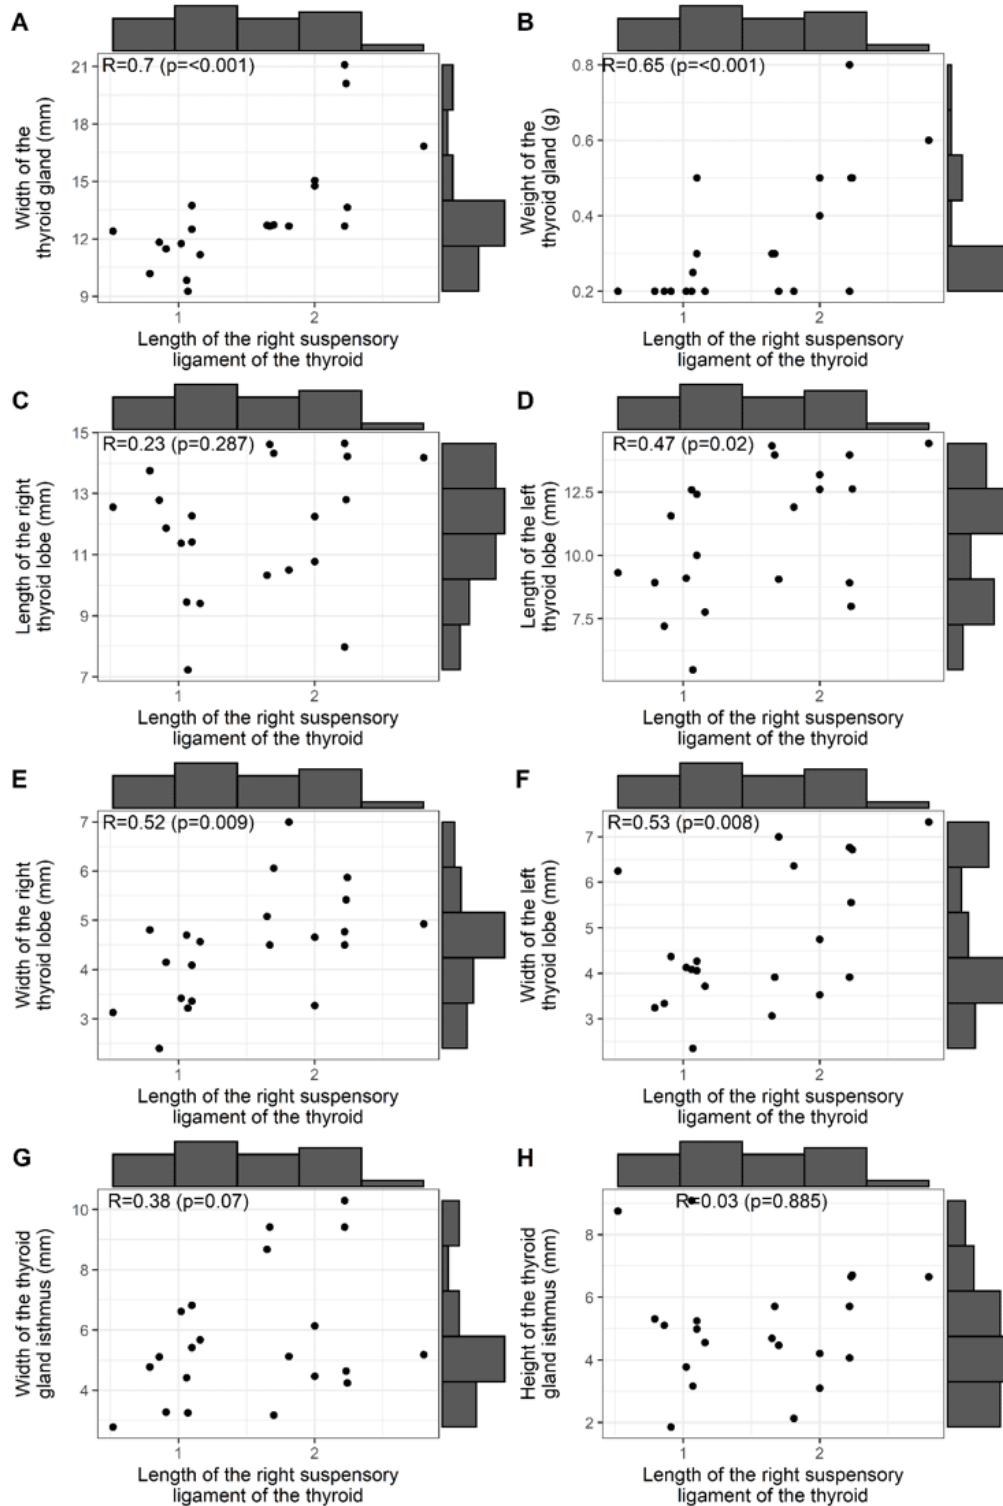 A
R=0.7 (p=<0.001)
Width of the
thyroid gland (mm)
21
18
15
12
9
1
2
Length of the right suspensory
ligament of the thyroid
B
R=0.65 (p=<0.001)
Weight of the
thyroid gland (g)
0.8
0.6
0.4
0.2
1
2
Length of the right suspensory
ligament of the thyroid
C
R=0.23 (p=0.287)
Length of the right
thyroid lobe (mm)
15
13
11
9
7
1
2
Length of the right suspensory
ligament of the thyroid
D
R=0.47 (p=0.02)
Length of the left
thyroid lobe (mm)
12.5
10.0
7.5
1
2
Length of the right suspensory
ligament of the thyroid
E
R=0.52 (p=0.009)
Width of the right
thyroid lobe (mm)
7
6
5
4
3
1
2
Length of the right suspensory
ligament of the thyroid
F
R=0.53 (p=0.008)
Width of the left
thyroid lobe (mm)
7
6
5
4
3
1
2
Length of the right suspensory
ligament of the thyroid
G
R=0.38 (p=0.07)
Width of the thyroid
gland isthmus (mm)
10
8
6
4
1
2
Length of the right suspensory
ligament of the thyroid
H
R=0.03 (p=0.885)
Height of the thyroid
gland isthmus (mm)
8
6
4
2
1
2
Length of the right suspensory
ligament of the thyroid